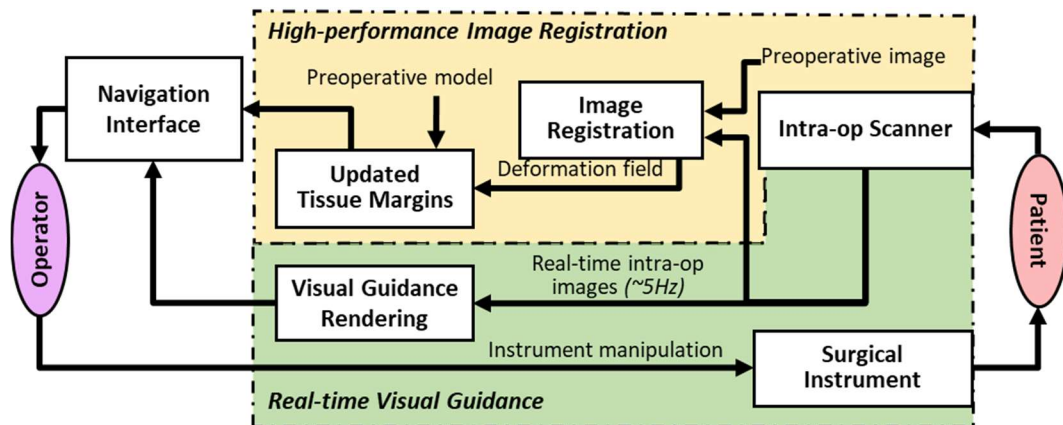 High-performance Image Registration
Navigation
Interface
Preoperative model
Preoperative image
Image
Registration
Intra-op Scanner
Updated
Tissue Margins
Deformation field
Operator
Patient
Real-time intra-op
images (~5Hz)
Visual Guidance
Rendering
Instrument manipulation
Surgical
Instrument
Real-time Visual Guidance